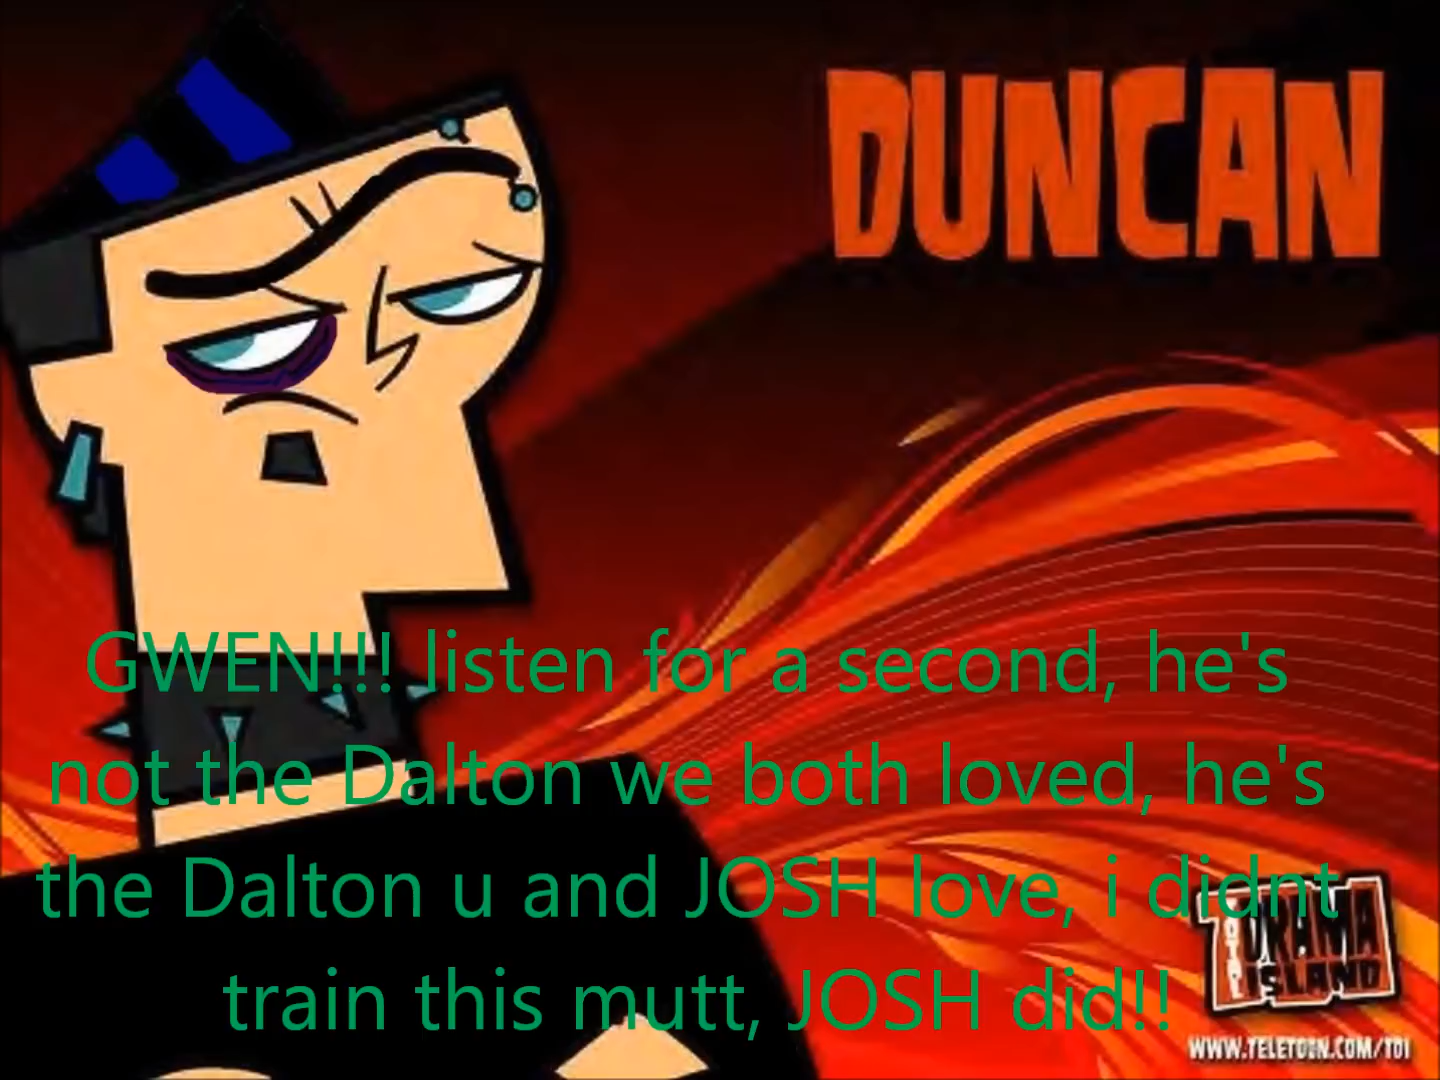 DUNCAN
GWEN!!! listen for a second, he's
not the Dalton we both loved, he's
the Dalton u and JOSH love, i didnt
train this mutt, JOSH did!!
TOTAL
DRAMA
ISLAND
WWW.TELETOON.COM/TDI